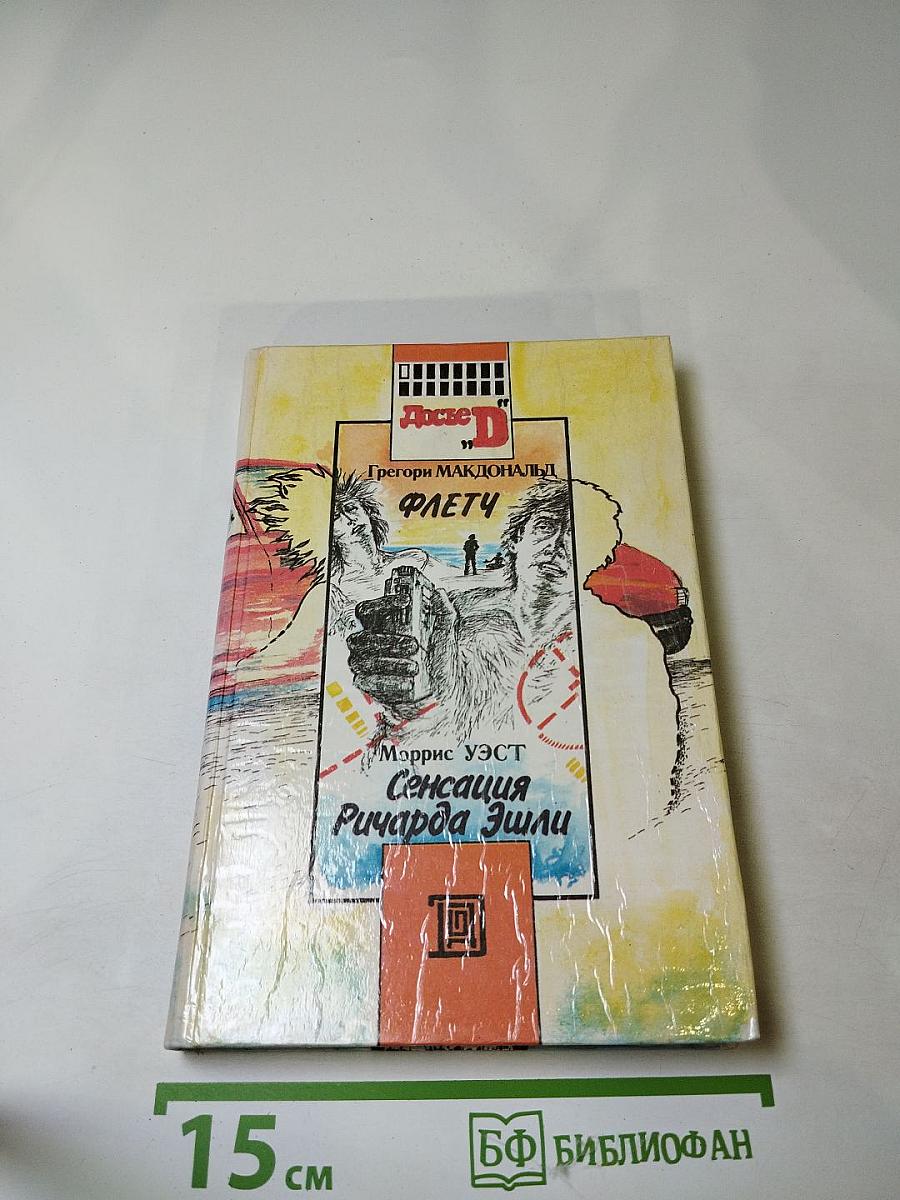 Досье „D“
Грегори МАКДОНАЛЬД
ФЛЕТЧ
Моррис УЭСТ
Сенсация
Ричарда Эшли
15 см
БФ БИБЛИОФАН